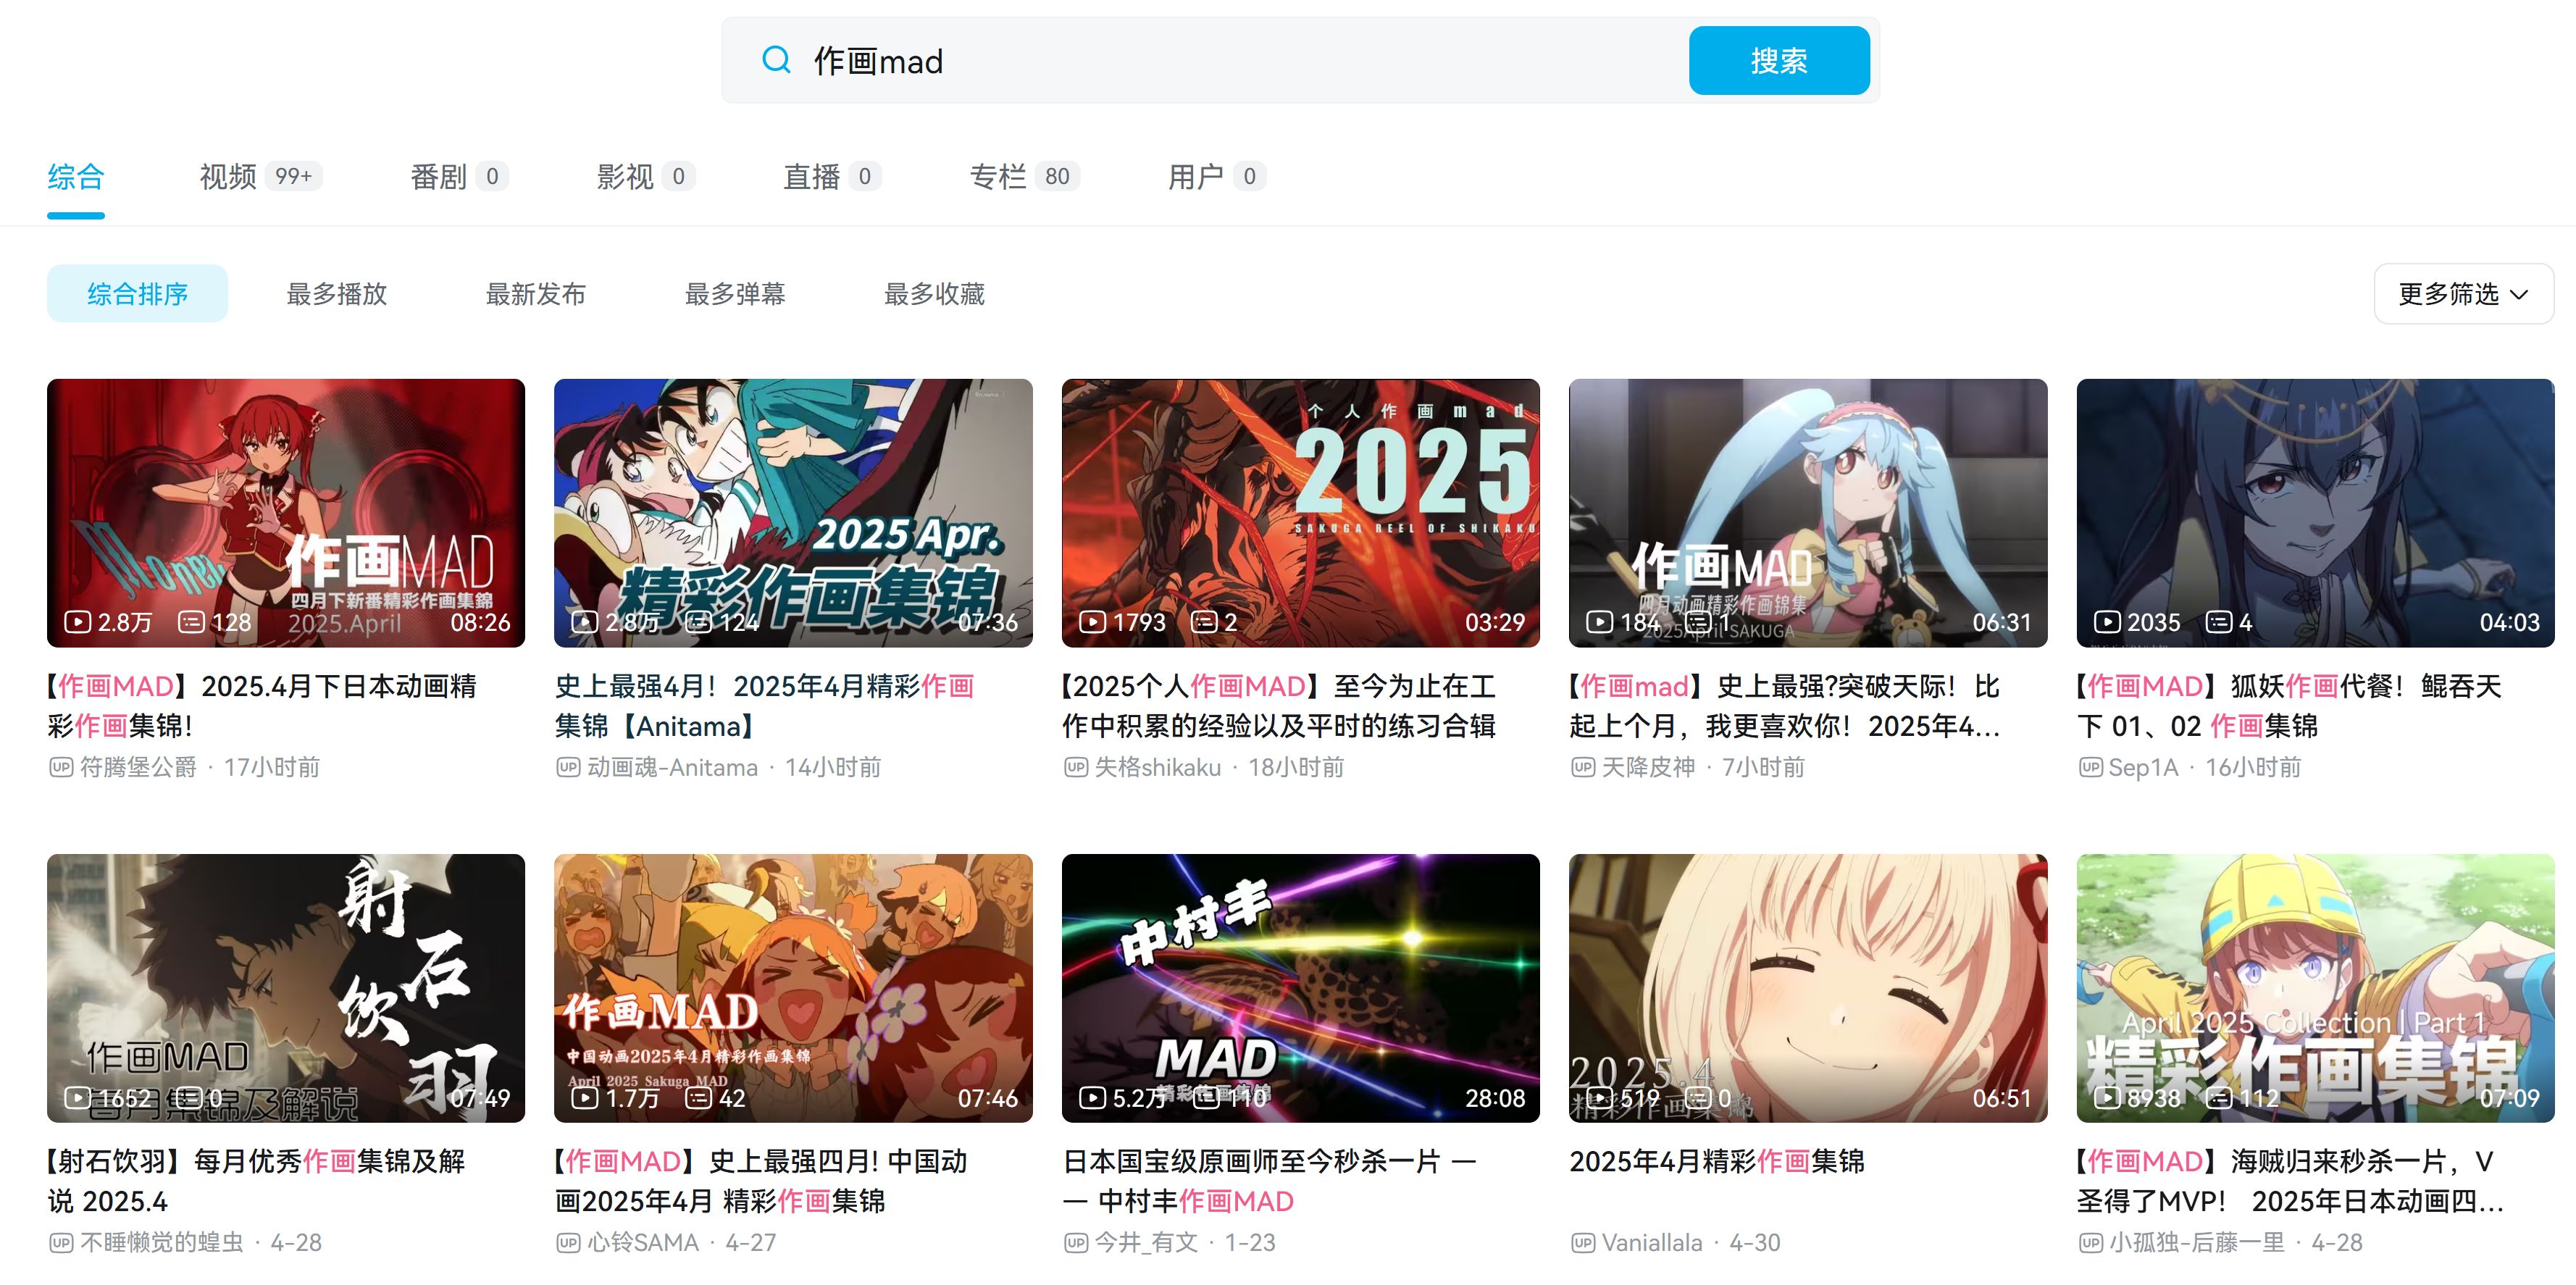 作画mad
搜索
综合 视频 99+ 番剧 0 影视 0 直播 0 专栏 80 用户 0
综合排序 最多播放 最新发布 最多弹幕 最多收藏 更多筛选
Money
作画MAD
四月下新番精彩作画集錦
2025.April
2.8万 128 08:26
【作画MAD】2025.4月下日本动画精
彩作画集锦!
UP 符腾堡公爵 · 17小时前
2025 Apr.
精彩作画集锦
2.8万 124 07:36
史上最强4月！2025年4月精彩作画
集锦【Anitama】
UP 动画魂-Anitama · 14小时前
个人作画mad
2025
SAKUGA REEL OF SHIKAKU
1793 2 03:29
【2025个人作画MAD】至今为止在工
作中积累的经验以及平时的练习合辑
UP 失格shikaku · 18小时前
作画MAD
四月动画精彩作画锦集
2025April SAKUGA
184 1 06:31
【作画mad】史上最强?突破天际！比
起上个月，我更喜欢你！2025年4...
UP 天降皮神 · 7小时前
2035 4 04:03
【作画MAD】狐妖作画代餐！鲲吞天
下 01、02 作画集锦
UP Sep1A · 16小时前
射石饮羽
作画MAD
每月集锦及解说
1652 0 07:49
【射石饮羽】每月优秀作画集锦及解
说 2025.4
UP 不睡懒觉的蝗虫 · 4-28
作画MAD
中国动画2025年4月精彩作画集锦
April 2025 Sakuga MAD
1.7万 42 07:46
【作画MAD】史上最强四月! 中国动
画2025年4月 精彩作画集锦
UP 心铃SAMA · 4-27
中村丰
MAD
精彩作画集锦
5.2万 110 28:08
日本国宝级原画师至今秒杀一片 —
— 中村丰作画MAD
UP 今井_有文 · 1-23
2025.4
精彩作画集锦
519 0 06:51
2025年4月精彩作画集锦
UP Vaniallala · 4-30
April 2025 Collection | Part 1
精彩作画集锦
8938 112 07:09
【作画MAD】海贼归来秒杀一片，V
圣得了MVP！ 2025年日本动画四...
UP 小孤独-后藤一里 · 4-28